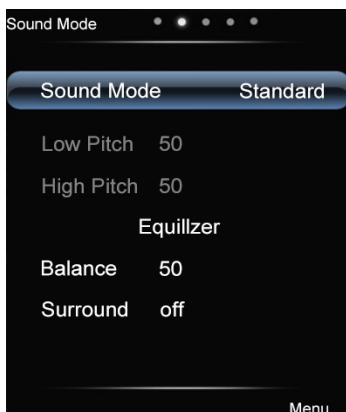 Sound Mode
Sound Mode Standard
Low Pitch 50
High Pitch 50
Equillzer
Balance 50
Surround off
Menu